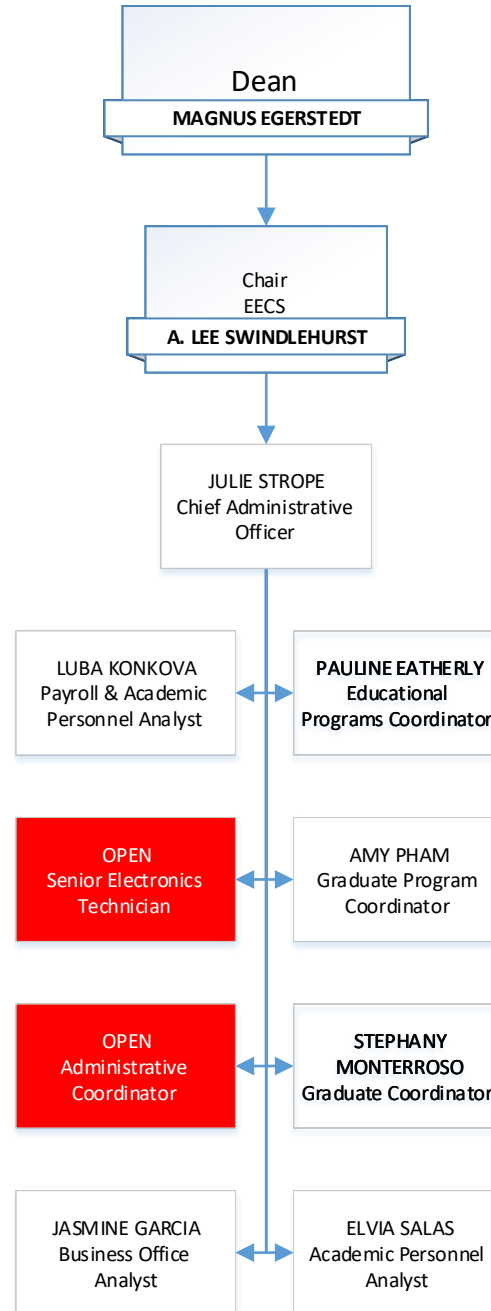 Dean
MAGNUS EGERSTEDT
Chair
EECS
A. LEE SWINDLEHURST
JULIE STROPE
Chief Administrative
Officer
LUBA KONKOVA
Payroll & Academic
Personnel Analyst
PAULINE EATHERLY
Educational
Programs Coordinator
OPEN
Senior Electronics
Technician
AMY PHAM
Graduate Program
Coordinator
OPEN
Administrative
Coordinator
STEPHANY
MONTERROSO
Graduate Coordinator
JASMINE GARCIA
Business Office
Analyst
ELVIA SALAS
Academic Personnel
Analyst